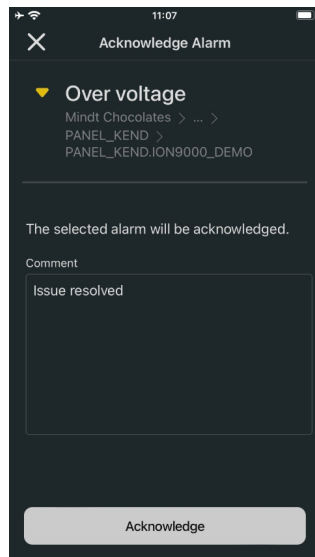 11:07
Acknowledge Alarm
Over voltage
Mindt Chocolates > ... >
PANEL_KEND >
PANEL_KEND.ION9000_DEMO
The selected alarm will be acknowledged.
Comment
Issue resolved
Acknowledge